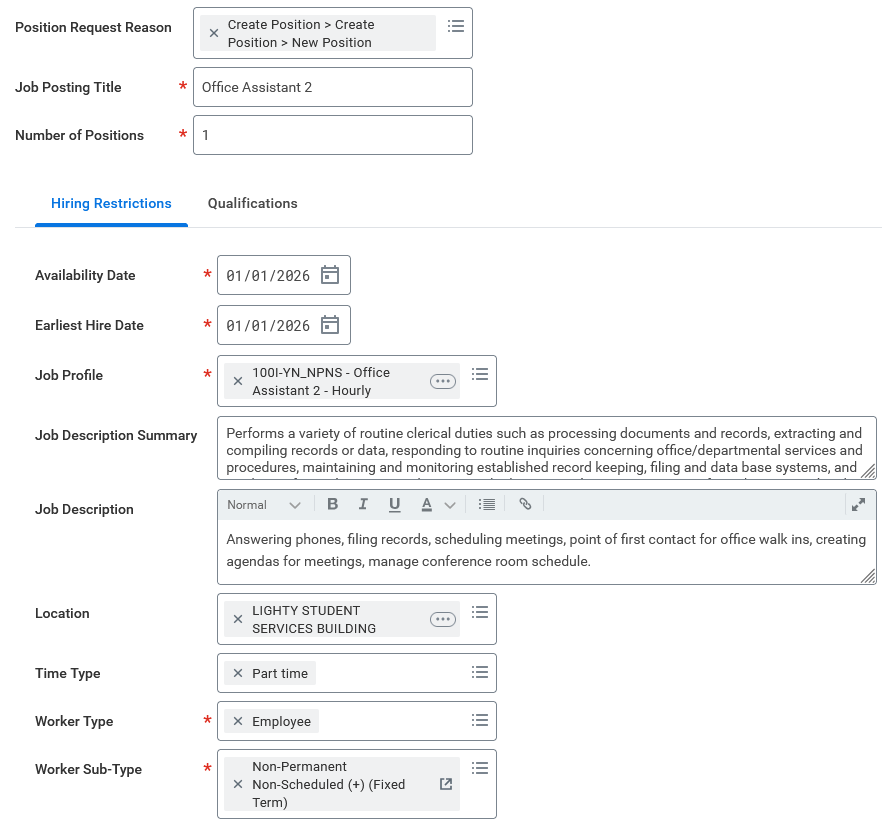 Position Request Reason
Create Position > Create
Position > New Position
Job Posting Title * Office Assistant 2
Number of Positions * 1
Hiring Restrictions Qualifications
Availability Date * 01/01/2026
Earliest Hire Date * 01/01/2026
Job Profile *
100I-YN_NPNS - Office
Assistant 2 - Hourly
Job Description Summary
Performs a variety of routine clerical duties such as processing documents and records, extracting and
compiling records or data, responding to routine inquiries concerning office/departmental services and
procedures, maintaining and monitoring established record keeping, filing and data base systems, and
Job Description
Normal B I U A
Answering phones, filing records, scheduling meetings, point of first contact for office walk ins, creating
agendas for meetings, manage conference room schedule.
Location
LIGHTY STUDENT
SERVICES BUILDING
Time Type Part time
Worker Type * Employee
Worker Sub-Type *
Non-Permanent
Non-Scheduled (+) (Fixed
Term)